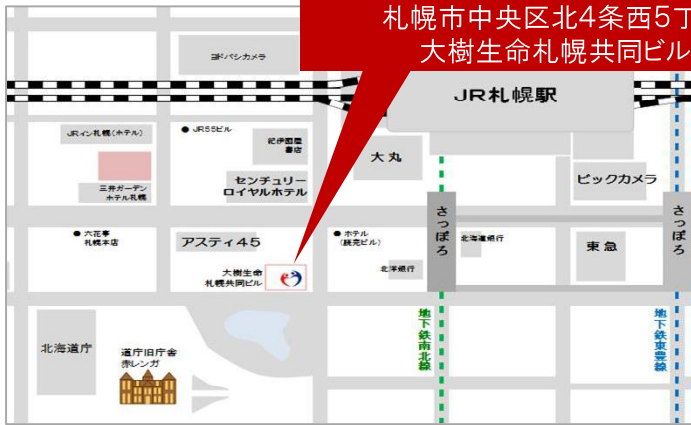 札幌市中央区北4条西5丁
大樹生命札幌共同ビル
ヨドバシカメラ
JR札幌駅
JRイン札幌(ホテル)
● JR55ビル
紀伊國屋
書店
大丸
三井ガーデン
ホテル札幌
センチュリー
ロイヤルホテル
ビックカメラ
● 六花亭
札幌本店
アスティ45
● ホテル
(読売ビル)
さっぽろ
北海道銀行
東急
さっぽろ
大樹生命
札幌共同ビル
北洋銀行
北海道庁
道庁旧庁舎
赤レンガ
地下鉄南北線
地下鉄東豊線